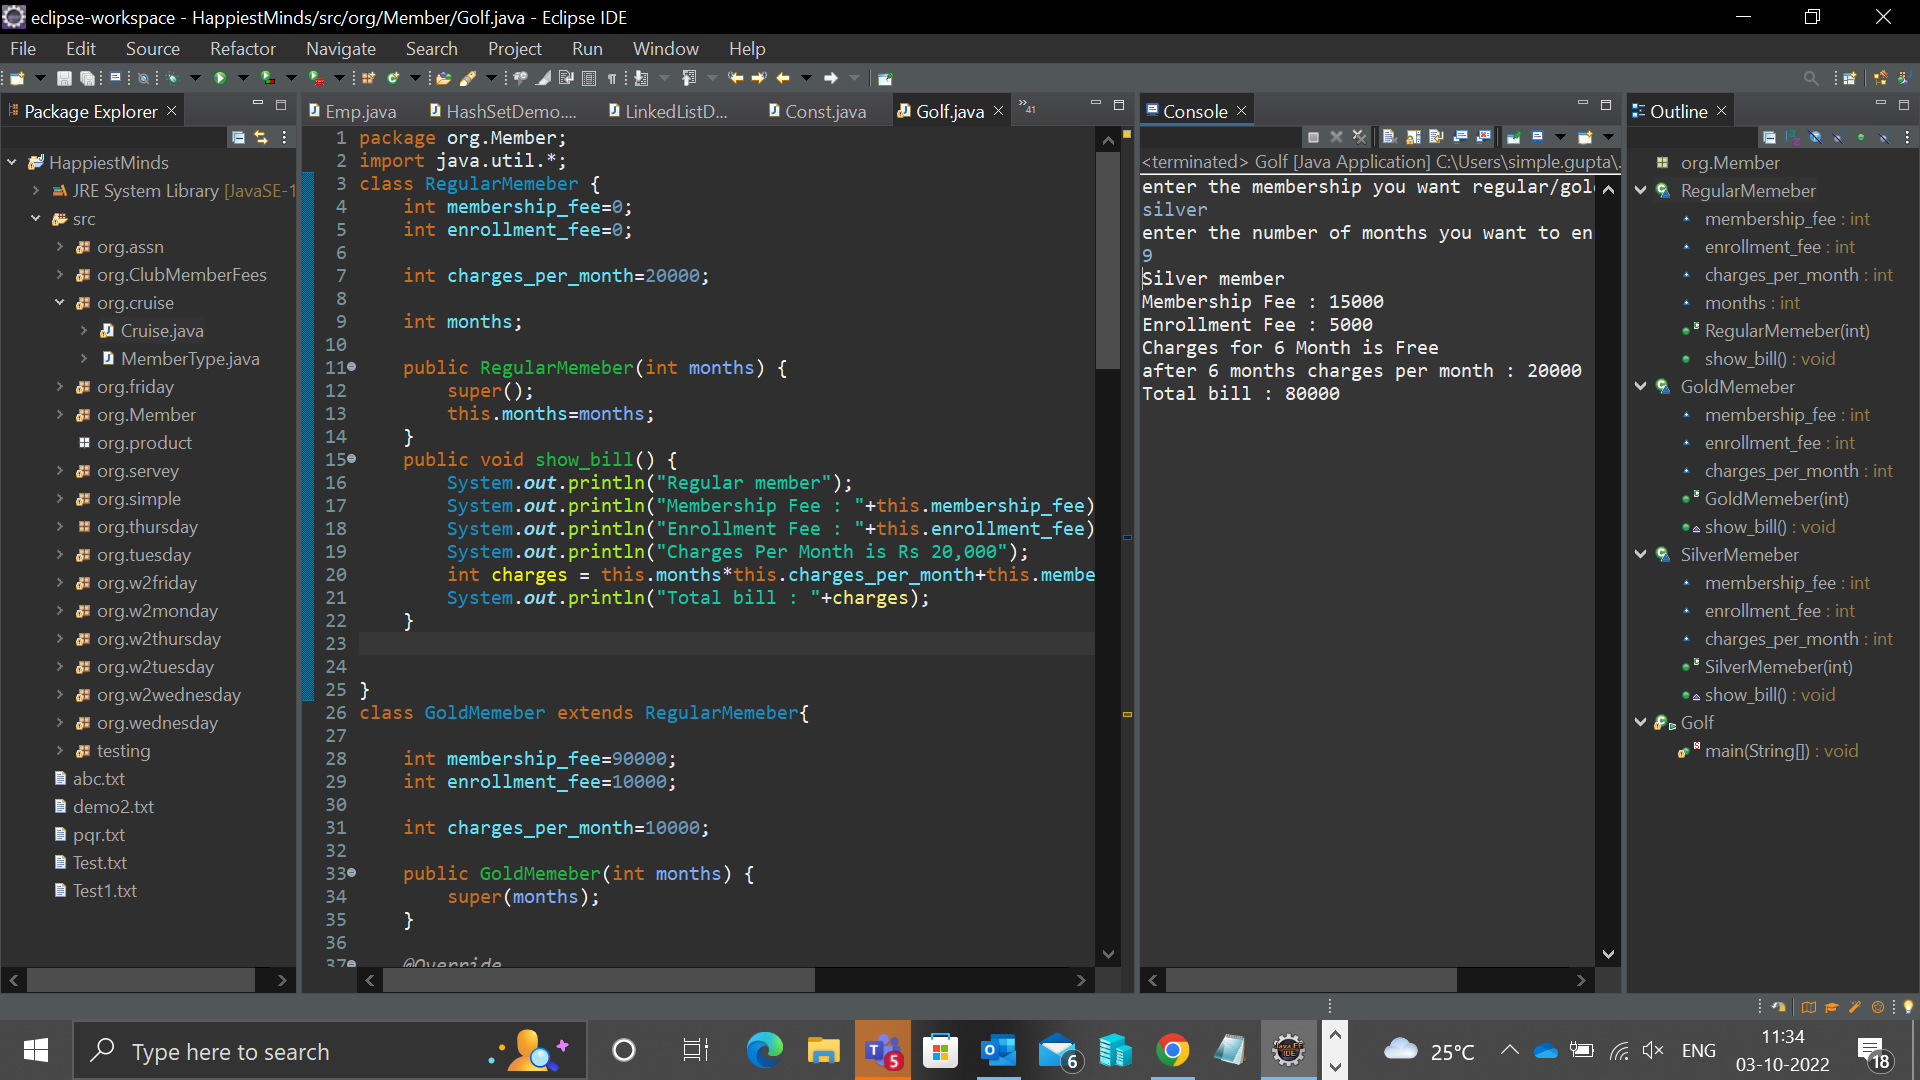 eclipse-workspace - HappiestMinds/src/org/Member/Golf.java - Eclipse IDE
File Edit Source Refactor Navigate Search Project Run Window Help
Package Explorer
HappiestMinds
JRE System Library [JavaSE-1
src
org.assn
org.ClubMemberFees
org.cruise
Cruise.java
MemberType.java
org.friday
org.Member
org.product
org.servey
org.simple
org.thursday
org.tuesday
org.w2friday
org.w2monday
org.w2thursday
org.w2tuesday
org.w2wednesday
org.wednesday
testing
abc.txt
demo2.txt
pqr.txt
Test.txt
Test1.txt
Emp.java HashSetDemo.... LinkedListD... Const.java Golf.java »41
1 package org.Member;
2 import java.util.*;
3 class RegularMemeber {
4 int membership_fee=0;
5 int enrollment_fee=0;
6
7 int charges_per_month=20000;
8
9 int months;
10
11 public RegularMemeber(int months) {
12 super();
13 this.months=months;
14 }
15 public void show_bill() {
16 System.out.println("Regular member");
17 System.out.println("Membership Fee : "+this.membership_fee)
18 System.out.println("Enrollment Fee : "+this.enrollment_fee)
19 System.out.println("Charges Per Month is Rs 20,000");
20 int charges = this.months*this.charges_per_month+this.membe
21 System.out.println("Total bill : "+charges);
22 }
23
24
25 }
26 class GoldMemeber extends RegularMemeber{
27
28 int membership_fee=90000;
29 int enrollment_fee=10000;
30
31 int charges_per_month=10000;
32
33 public GoldMemeber(int months) {
34 super(months);
35 }
36
37 @Override
Console
<terminated> Golf [Java Application] C:\Users\simple.gupta\.
enter the membership you want regular/gol
silver
enter the number of months you want to en
9
Silver member
Membership Fee : 15000
Enrollment Fee : 5000
Charges for 6 Month is Free
after 6 months charges per month : 20000
Total bill : 80000
Outline
org.Member
RegularMemeber
membership_fee : int
enrollment_fee : int
charges_per_month : int
months : int
RegularMemeber(int)
show_bill() : void
GoldMemeber
membership_fee : int
enrollment_fee : int
charges_per_month : int
GoldMemeber(int)
show_bill() : void
SilverMemeber
membership_fee : int
enrollment_fee : int
charges_per_month : int
SilverMemeber(int)
show_bill() : void
Golf
main(String[]) : void
Type here to search
5
6
Java EE
IDE
25°C
ENG
11:34
03-10-2022
18